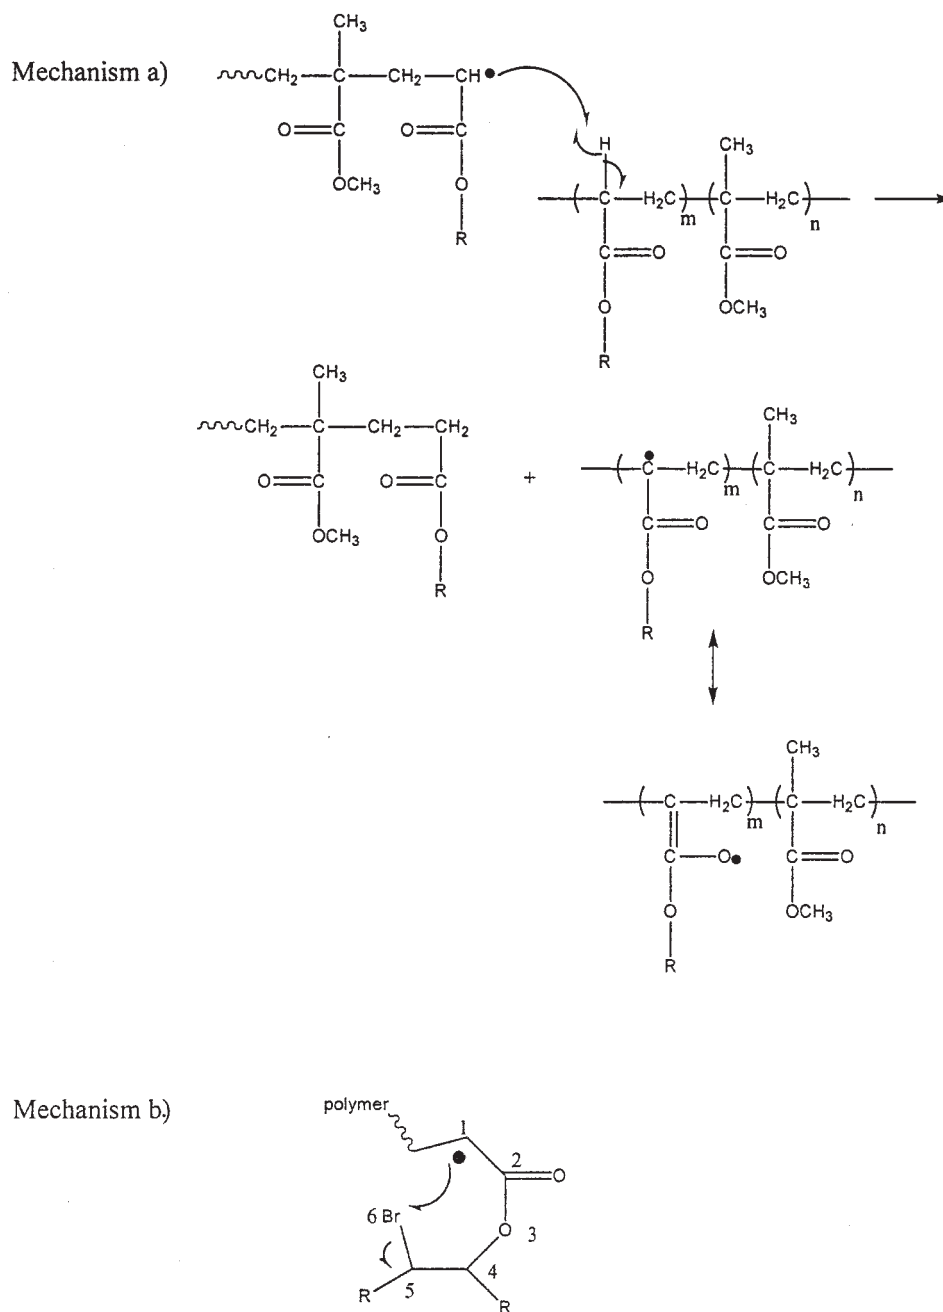 CH₃
Mechanism a)
CH₂—C—CH₂—CH•
O=C O=C
OCH₃ O
R
H CH₃
( C—H₂C )m ( C—H₂C )n
C=O C=O
O OCH₃
R
CH₃
CH₂—C—CH₂—CH₂
O=C O=C
OCH₃ O
R
+
CH₃
( C•—H₂C )m ( C—H₂C )n
C=O C=O
O OCH₃
R
CH₃
( C—H₂C )m ( C—H₂C )n
C—O• C=O
O OCH₃
R
Mechanism b.)
polymer
1
2
O
6 Br
O 3
4
5
R
R